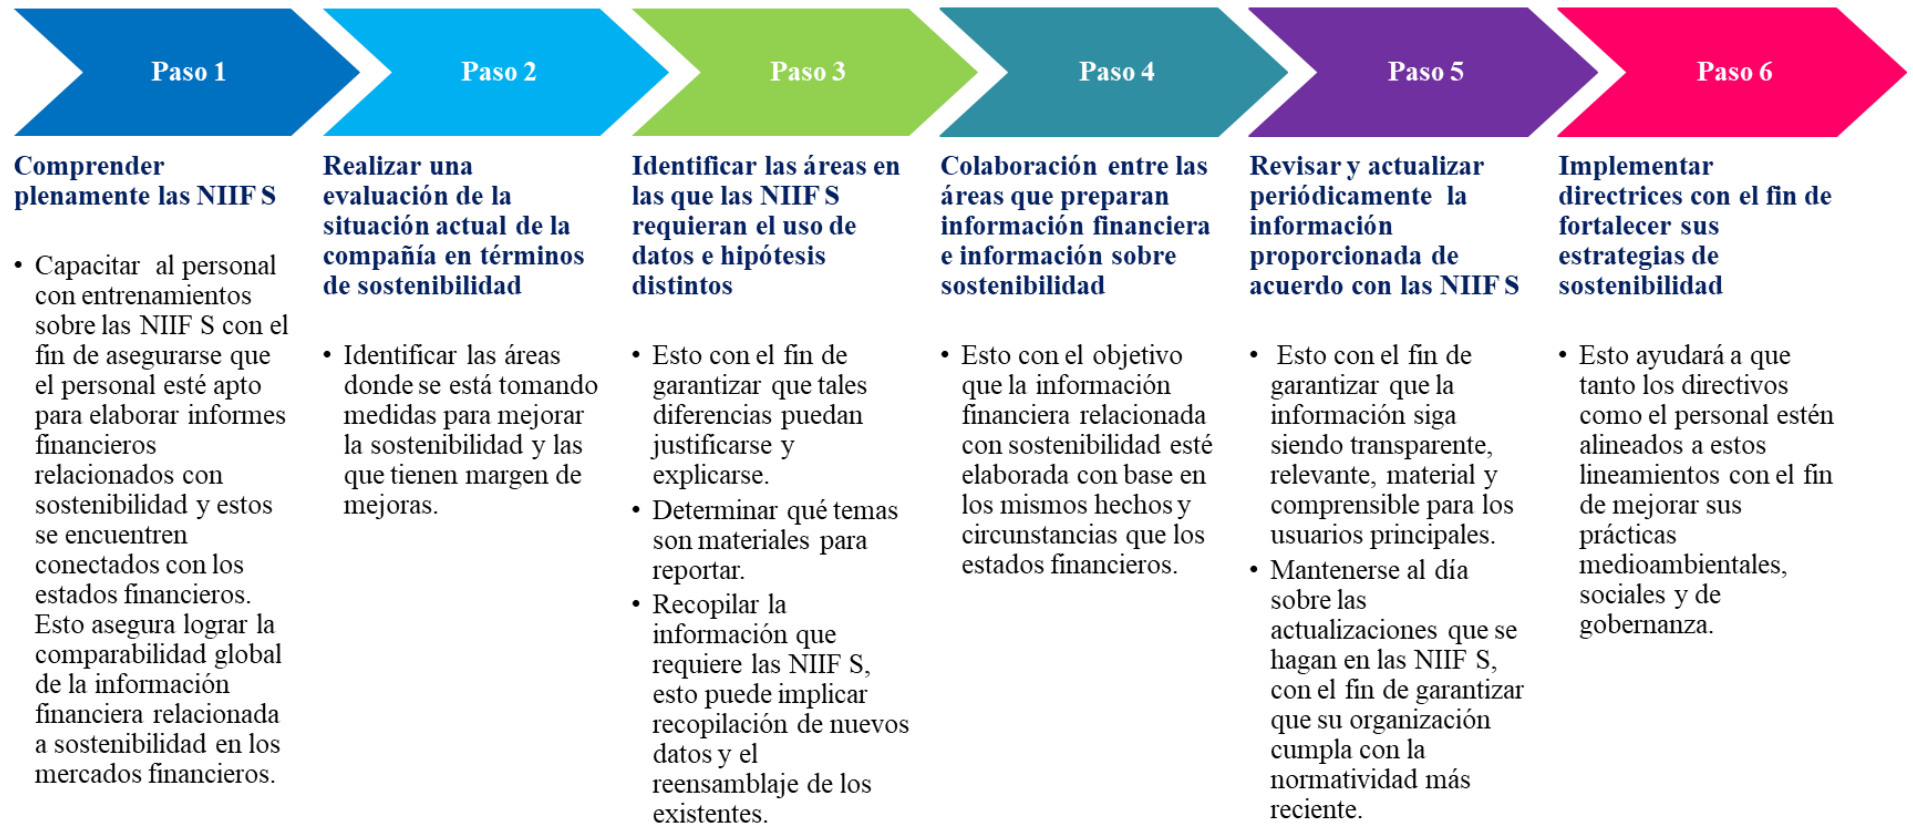 Paso 1
Paso 2
Paso 3
Paso 4
Paso 5
Paso 6
Comprender
plenamente las NIIF S
• Capacitar al personal
con entrenamientos
sobre las NIIF S con el
fin de asegurarse que
el personal esté apto
para elaborar informes
financieros
relacionados con
sostenibilidad y estos
se encuentren
conectados con los
estados financieros.
Esto asegura lograr la
comparabilidad global
de la información
financiera relacionada
a sostenibilidad en los
mercados financieros.
Realizar una
evaluación de la
situación actual de la
compañía en términos
de sostenibilidad
• Identificar las áreas
donde se está tomando
medidas para mejorar
la sostenibilidad y las
que tienen margen de
mejoras.
Identificar las áreas en
las que las NIIF S
requieran el uso de
datos e hipótesis
distintos
• Esto con el fin de
garantizar que tales
diferencias puedan
justificarse y
explicarse.
• Determinar qué temas
son materiales para
reportar.
• Recopilar la
información que
requiere las NIIF S,
esto puede implicar
recopilación de nuevos
datos y el
reensamblaje de los
existentes.
Colaboración entre las
áreas que preparan
información financiera
e información sobre
sostenibilidad
• Esto con el objetivo
que la información
financiera relacionada
con sostenibilidad esté
elaborada con base en
los mismos hechos y
circunstancias que los
estados financieros.
Revisar y actualizar
periódicamente la
información
proporcionada de
acuerdo con las NIIF S
• Esto con el fin de
garantizar que la
información siga
siendo transparente,
relevante, material y
comprensible para los
usuarios principales.
• Mantenerse al día
sobre las
actualizaciones que se
hagan en las NIIF S,
con el fin de garantizar
que su organización
cumpla con la
normatividad más
reciente.
Implementar
directrices con el fin de
fortalecer sus
estrategias de
sostenibilidad
• Esto ayudará a que
tanto los directivos
como el personal estén
alineados a estos
lineamientos con el fin
de mejorar sus
prácticas
medioambientales,
sociales y de
gobernanza.